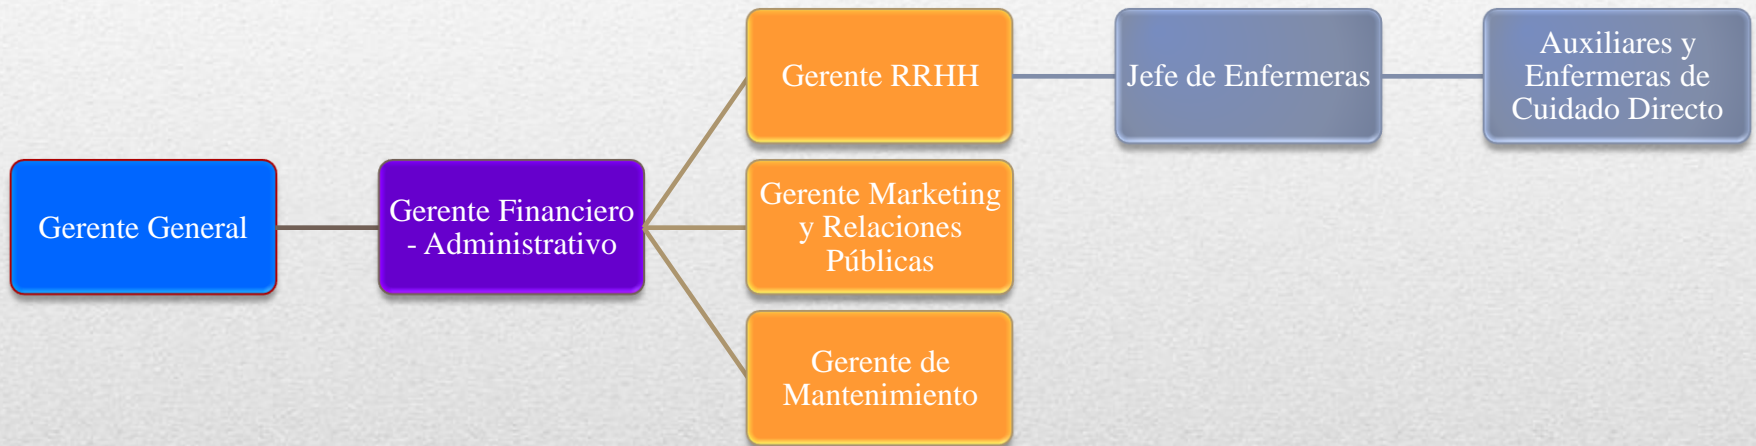 Gerente General
Gerente Financiero
- Administrativo
Gerente RRHH
Jefe de Enfermeras
Auxiliares y
Enfermeras de
Cuidado Directo
Gerente Marketing
y Relaciones
Públicas
Gerente de
Mantenimiento